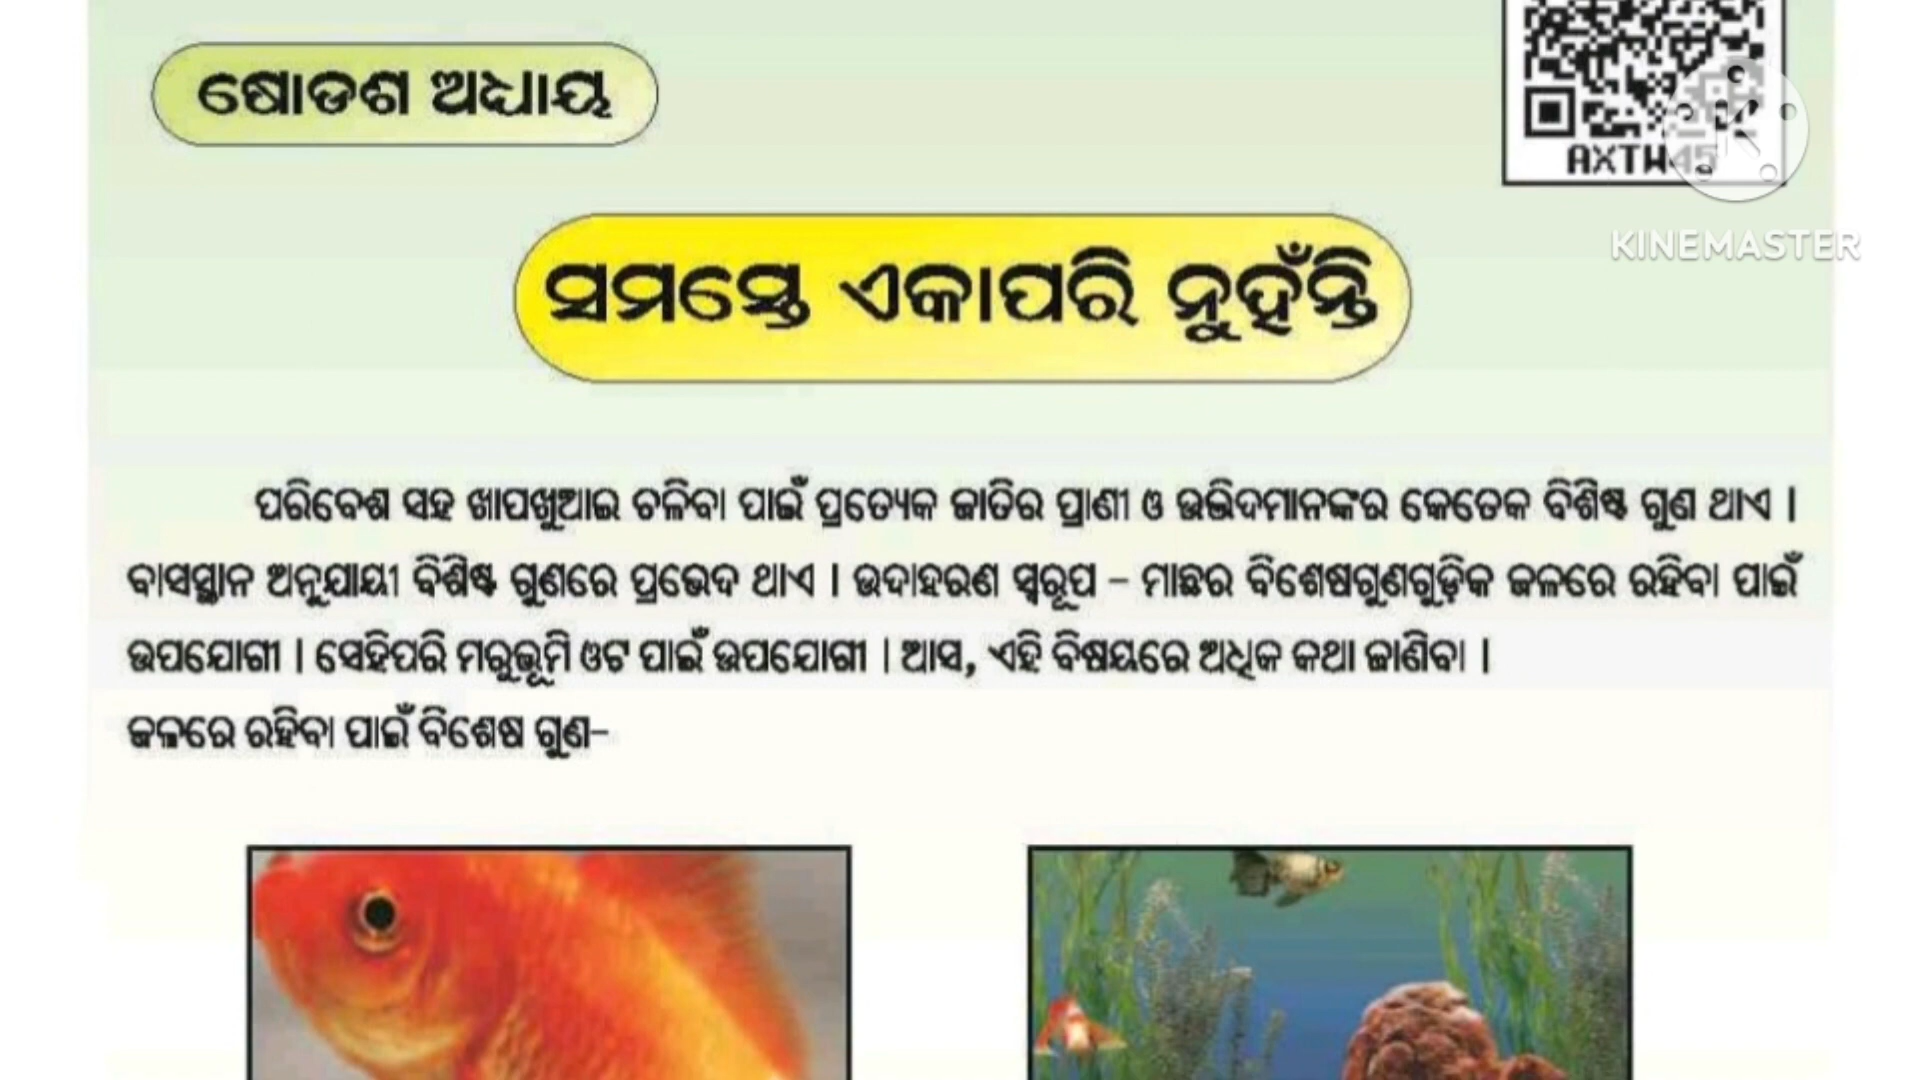 ଷୋଡଶ ଅଧ୍ୟାୟ
AXTW45
KINEMASTER
ସମସ୍ତେ ଏକାପରି ନୁହଁନ୍ତି
ପରିବେଶ ସହ ଖାପଖୁଆଇ ଚଳିବା ପାଇଁ ପ୍ରତ୍ୟେକ ଜାତିର ପ୍ରାଣୀ ଓ ଉଦ୍ଭିଦମାନଙ୍କର କେତେକ ବିଶିଷ୍ଟ ଗୁଣ ଥାଏ ।
ବାସସ୍ଥାନ ଅନୁଯାୟୀ ବିଶିଷ୍ଟ ଗୁଣରେ ପ୍ରଭେଦ ଥାଏ । ଉଦାହରଣ ସ୍ୱରୂପ – ମାଛର ବିଶେଷଗୁଣଗୁଡ଼ିକ ଜଳରେ ରହିବା ପାଇଁ
ଉପଯୋଗୀ । ସେହିପରି ମରୁଭୂମି ଓଟ ପାଇଁ ଉପଯୋଗୀ । ଆସ, ଏହି ବିଷୟରେ ଅଧିକ କଥା ଜାଣିବା ।
ଜଳରେ ରହିବା ପାଇଁ ବିଶେଷ ଗୁଣ–